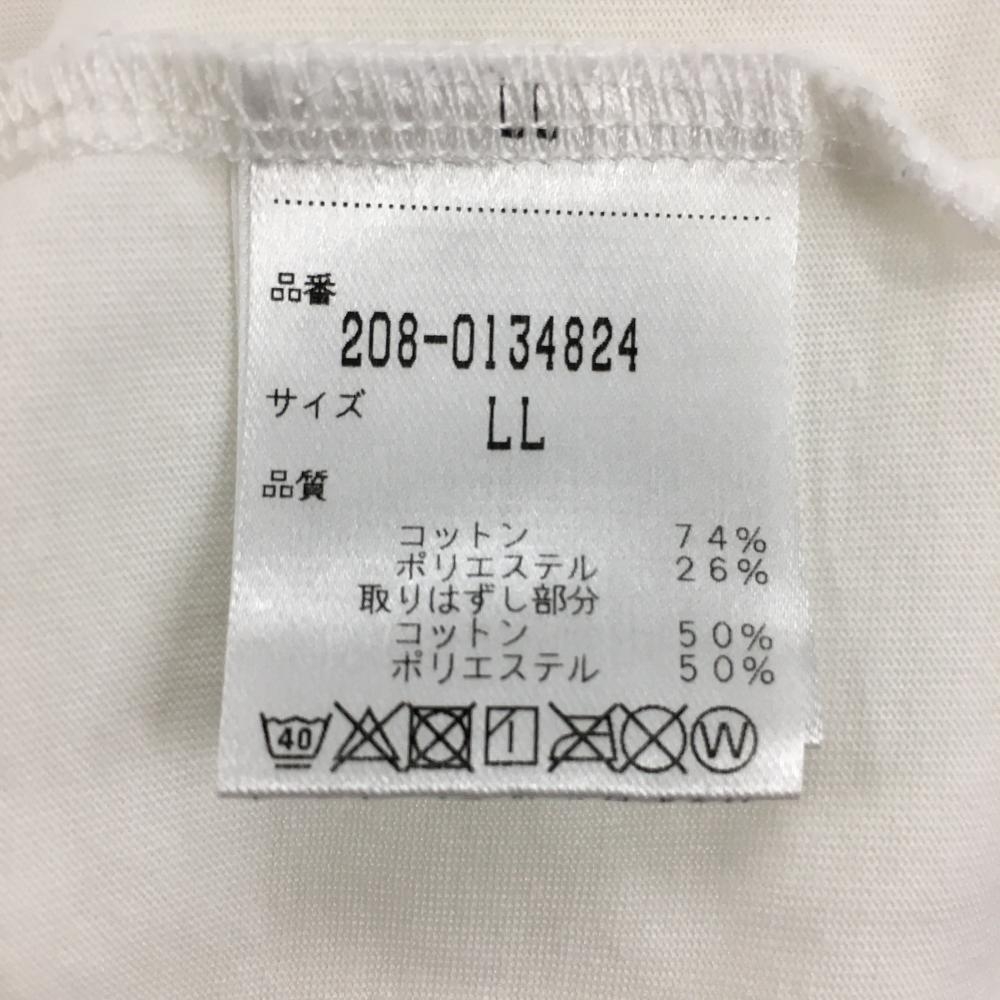 LL
品番
208-0134824
サイズ LL
品質
コットン 74%
ポリエステル 26%
取りはずし部分
コットン 50%
ポリエステル 50%
40 W